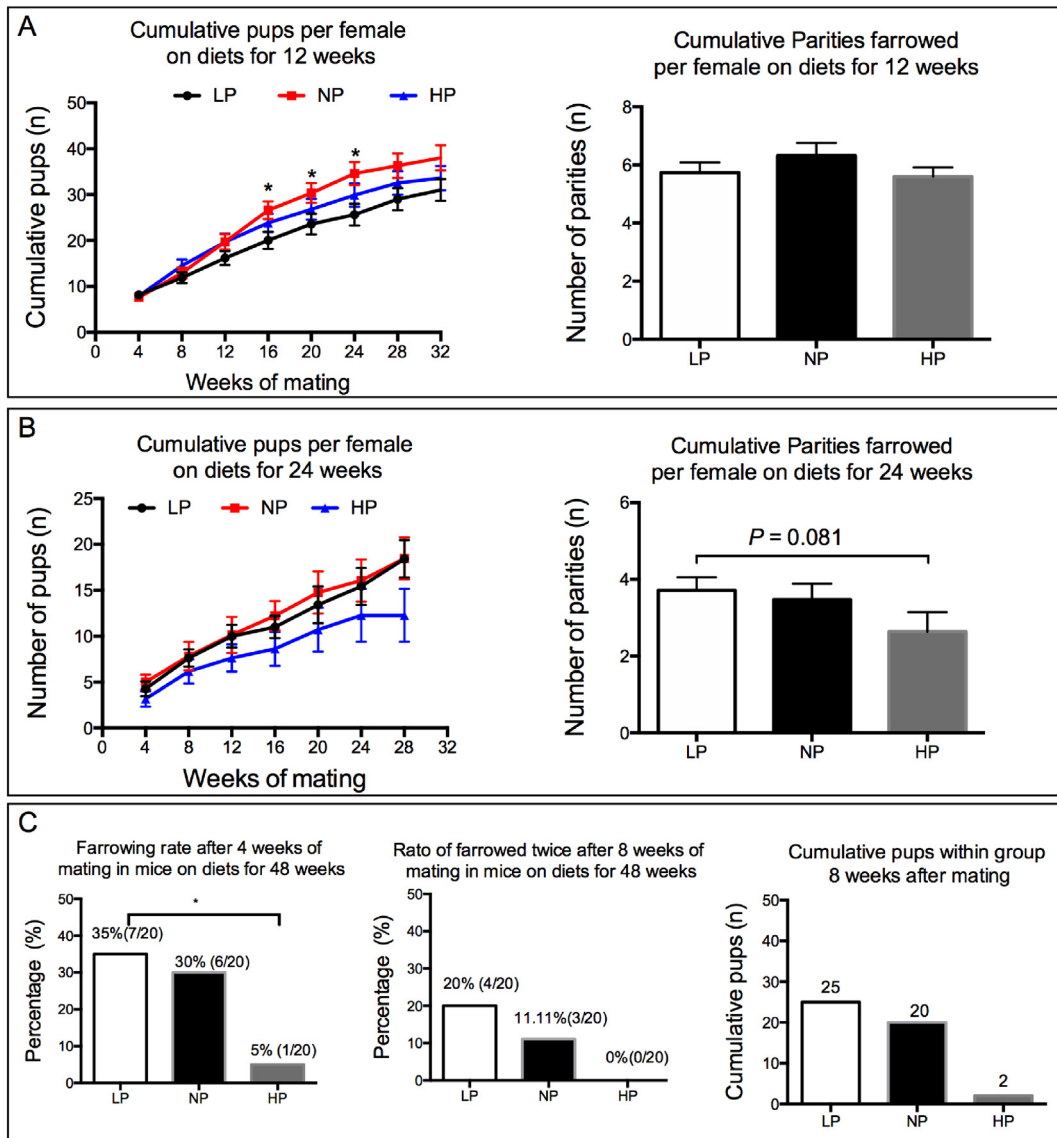 A
Cumulative pups per female
on diets for 12 weeks
LP NP HP
Cumulative pups (n)
50
40
30
20
10
0
* * *
0 4 8 12 16 20 24 28 32
Weeks of mating
Cumulative Parities farrowed
per female on diets for 12 weeks
Number of parities (n)
8
6
4
2
0
LP NP HP
B
Cumulative pups per female
on diets for 24 weeks
LP NP HP
Number of pups (n)
25
20
15
10
5
0
0 4 8 12 16 20 24 28 32
Weeks of mating
Cumulative Parities farrowed
per female on diets for 24 weeks
Number of parities (n)
6
4
2
0
P = 0.081
LP NP HP
C
Farrowing rate after 4 weeks of
mating in mice on diets for 48 weeks
Percentage (%)
50
40
30
20
10
0
*
35%(7/20)
30% (6/20)
5% (1/20)
LP NP HP
Rato of farrowed twice after 8 weeks of
mating in mice on diets for 48 weeks
Percentage (%)
50
40
30
20
10
0
20% (4/20)
11.11%(3/20)
0%(0/20)
LP NP HP
Cumulative pups within group
8 weeks after mating
Cumulative pups (n)
50
40
30
20
10
0
25
20
2
LP NP HP